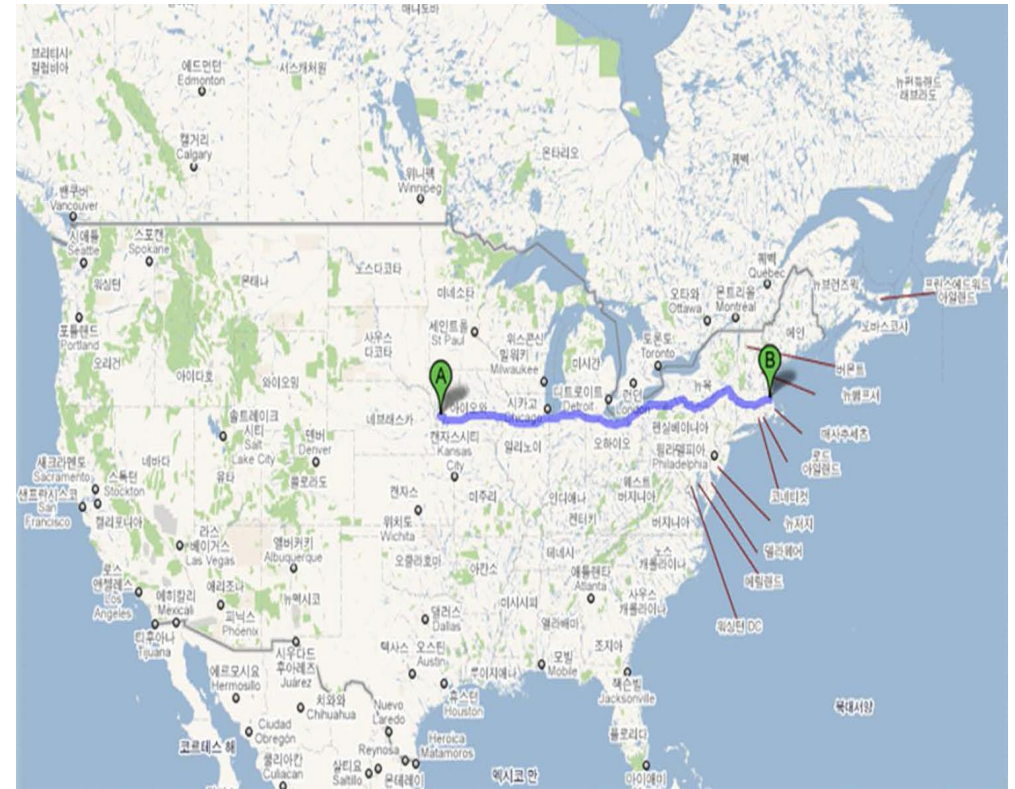 매니토바
브리티시
컬럼비아
에드먼턴
Edmonton
서스캐처원
뉴펀들랜드
래브라도
캘거리
Calgary
온타리오
퀘벡
위니펙
Winnipeg
밴쿠버
Vancouver
시애틀
Seattle
스포캔
Spokane
몬태나
노스다코타
퀘벡
Québec
뉴브런즈윅
프린스에드워드
아일랜드
워싱턴
미네소타
오타와
Ottawa
몬트리올
Montréal
노바스코샤
포틀랜드
Portland
세인트폴
St Paul
위스콘신
메인
오리건
사우스
다코타
밀워키
Milwaukee
미시간
토론토
Toronto
A
B
버몬트
아이다호
와이오밍
디트로이트
Detroit
런던
London
뉴욕
뉴햄프셔
네브래스카
아이오와
시카고
Chicago
솔트레이크
시티
Salt
Lake City
펜실베이니아
매사추세츠
덴버
Denver
캔자스시티
Kansas
City
일리노이
오하이오
필라델피아
Philadelphia
로드
아일랜드
새크라멘토
Sacramento
네바다
스톡턴
Stockton
유타
콜로라도
샌프란시스코
San
Francisco
캔자스
미주리
인디애나
웨스트
버지니아
코네티컷
캘리포니아
켄터키
뉴저지
라스
베이거스
Las Vegas
위치토
Wichita
버지니아
앨버커키
Albuquerque
테네시
노스
캐롤라이나
델라웨어
오클라호마
아칸소
로스
앤젤레스
Los
Angeles
애틀랜타
Atlanta
메릴랜드
메히칼리
Mexicali
애리조나
뉴멕시코
미시시피
사우스
캐롤라이나
피닉스
Phoenix
댈러스
Dallas
앨라배마
워싱턴 DC
티후아나
Tijuana
시우다드
후아레즈
Juárez
텍사스
오스틴
Austin
조지아
에르모시요
Hermosillo
루이지애나
모빌
Mobile
잭슨빌
Jacksonville
휴스턴
Houston
치와와
Chihuahua
Nuevo
Laredo
북대서양
Ciudad
Obregón
플로리다
코르테스 해
Heroica
Matamoros
Reynosa
쿨리아칸
Culiacan
살티요
Saltillo
몬테레이
멕시코 만
마이애미